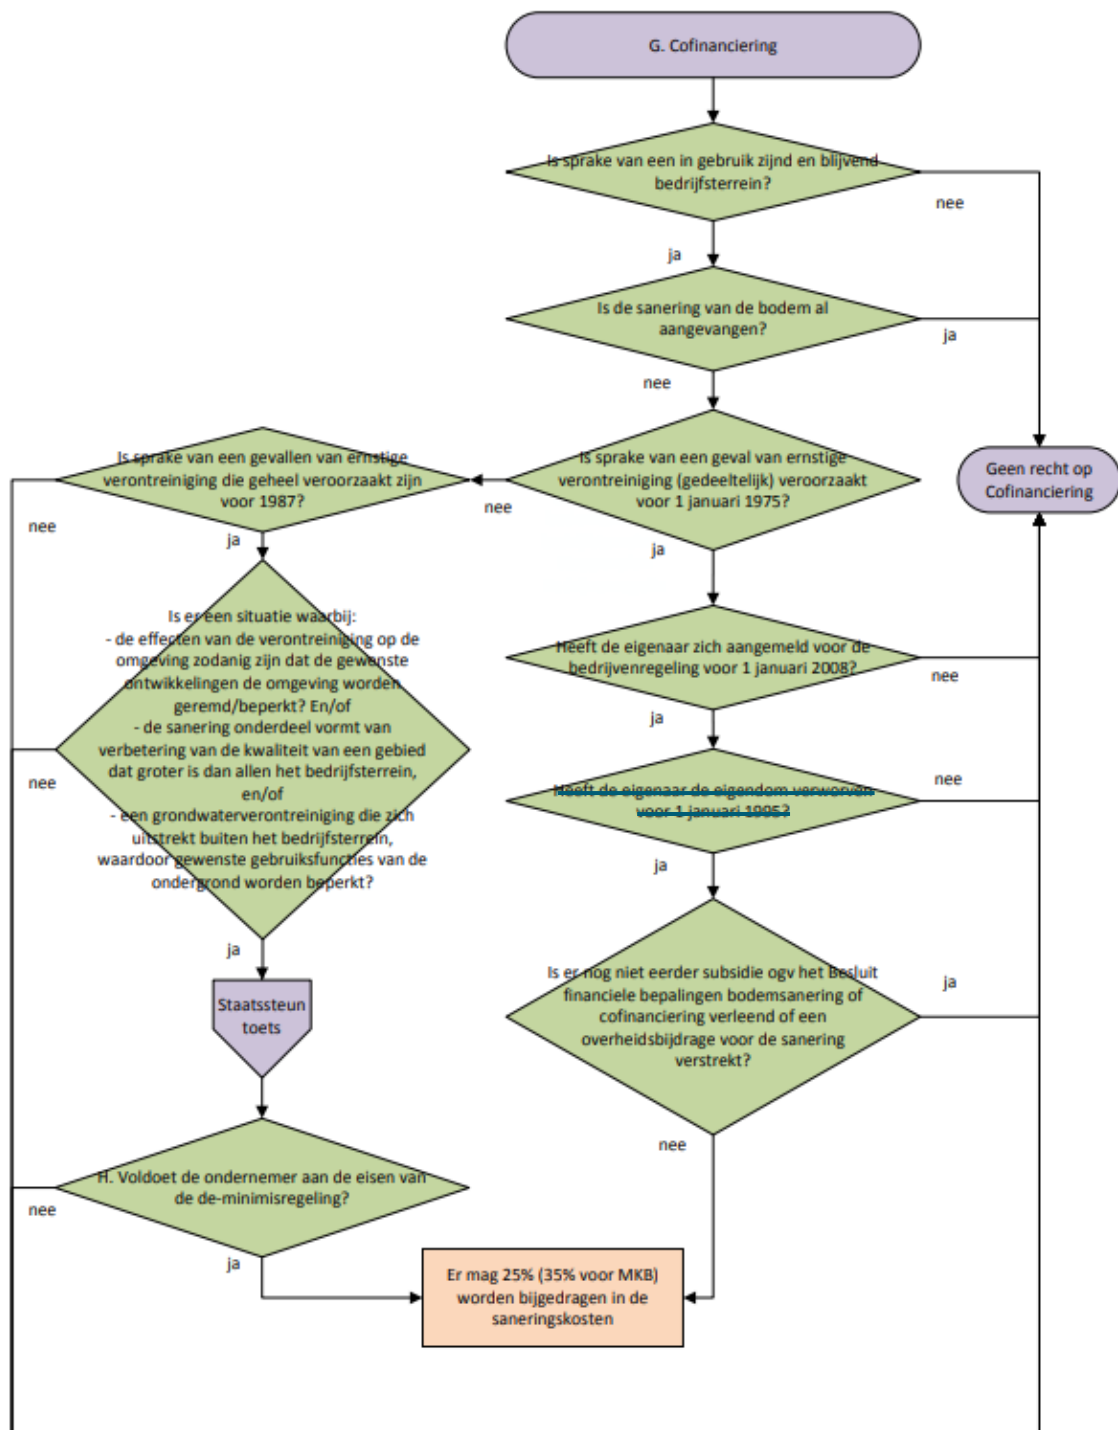 G. Cofinanciering
Is sprake van een in gebruik zijnd en blijvend
bedrijfsterrein?
nee
ja
Is de sanering van de bodem al
aangevangen?
ja
nee
Is sprake van een geval van ernstige
verontreiniging (gedeeltelijk) veroorzaakt
voor 1 januari 1975?
nee
ja
Geen recht op
Cofinanciering
Is sprake van een gevallen van ernstige
verontreiniging die geheel veroorzaakt zijn
voor 1987?
nee
ja
Is er een situatie waarbij:
- de effecten van de verontreiniging op de
omgeving zodanig zijn dat de gewenste
ontwikkelingen de omgeving worden
geremd/beperkt? En/of
- de sanering onderdeel vormt van
verbetering van de kwaliteit van een gebied
dat groter is dan allen het bedrijfsterrein,
en/of
- een grondwaterverontreiniging die zich
uitstrekt buiten het bedrijfsterrein,
waardoor gewenste gebruiksfuncties van de
ondergrond worden beperkt?
nee
ja
Heeft de eigenaar zich aangemeld voor de
bedrijvenregeling voor 1 januari 2008?
nee
ja
Heeft de eigenaar de eigendom verworven
voor 1 januari 1995?
nee
ja
Is er nog niet eerder subsidie ogv het Besluit
financiele bepalingen bodemsanering of
cofinanciering verleend of een
overheidsbijdrage voor de sanering
verstrekt?
ja
nee
Staatssteun
toets
H. Voldoet de ondernemer aan de eisen van
de de-minimisregeling?
nee
ja
Er mag 25% (35% voor MKB)
worden bijgedragen in de
saneringskosten